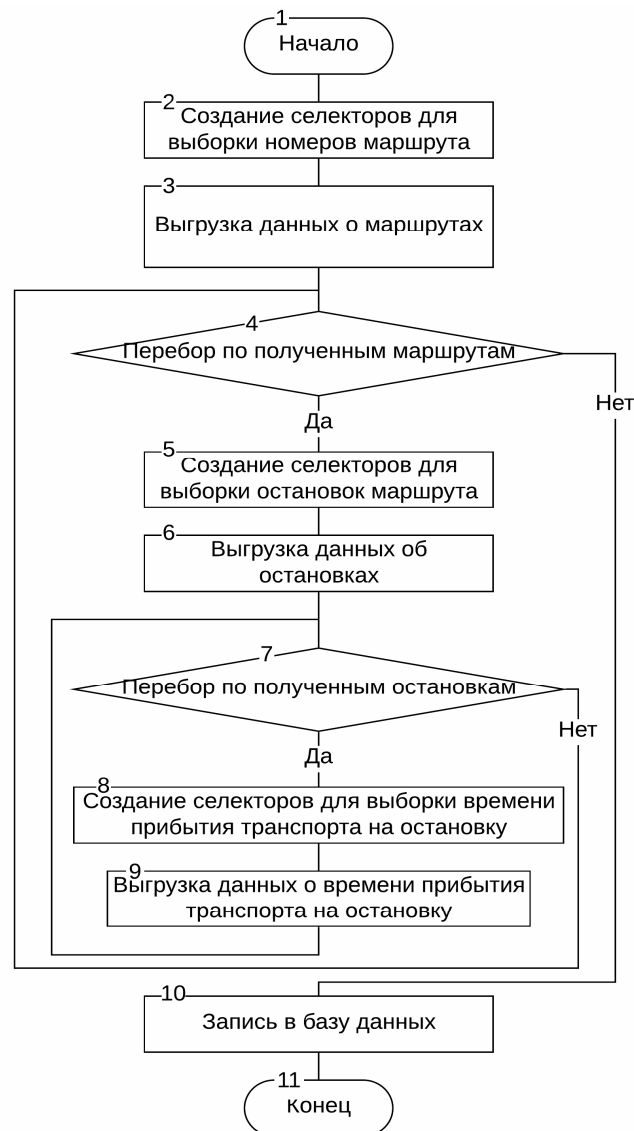 1
Начало
2
Создание селекторов для
выборки номеров маршрута
3
Выгрузка данных о маршрутах
4
Перебор по полученным маршрутам
Нет
Да
5
Создание селекторов для
выборки остановок маршрута
6
Выгрузка данных об
остановках
7
Перебор по полученным остановкам
Нет
Да
8
Создание селекторов для выборки времени
прибытия транспорта на остановку
9
Выгрузка данных о времени прибытия
транспорта на остановку
10
Запись в базу данных
11
Конец